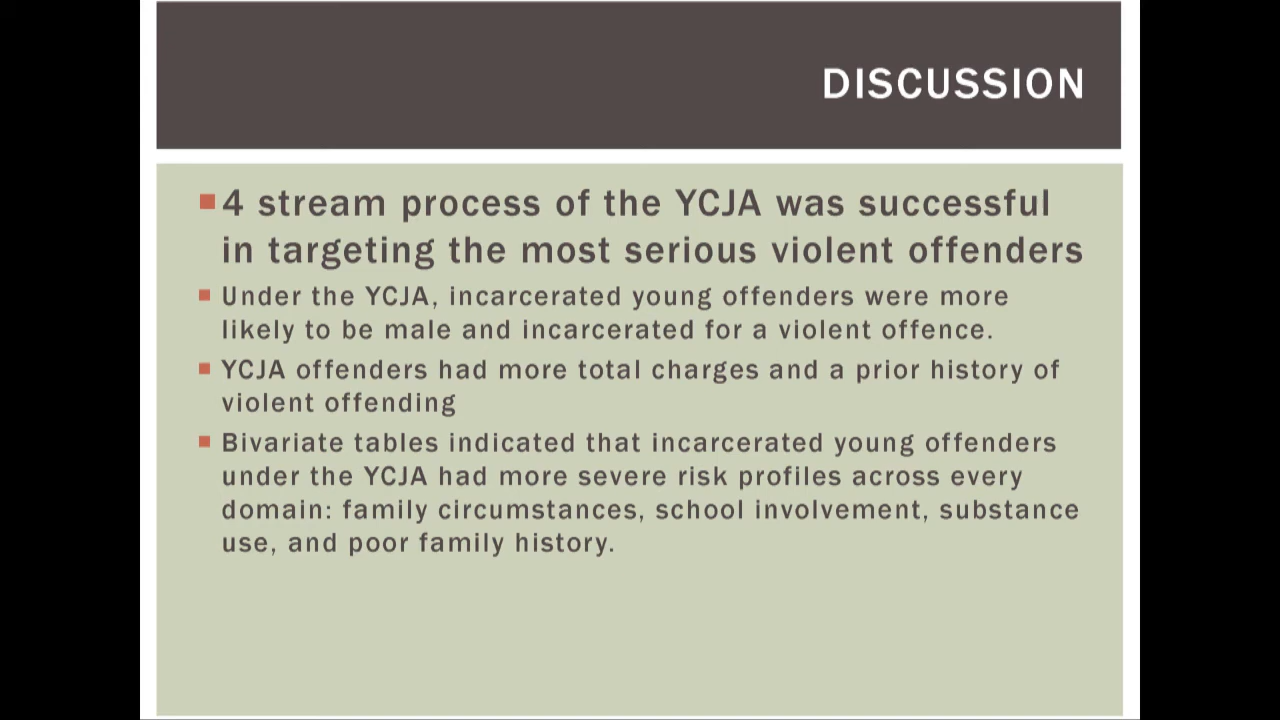 DISCUSSION
4 stream process of the YCJA was successful
in targeting the most serious violent offenders
Under the YCJA, incarcerated young offenders were more
likely to be male and incarcerated for a violent offence.
YCJA offenders had more total charges and a prior history of
violent offending
Bivariate tables indicated that incarcerated young offenders
under the YCJA had more severe risk profiles across every
domain: family circumstances, school involvement, substance
use, and poor family history.